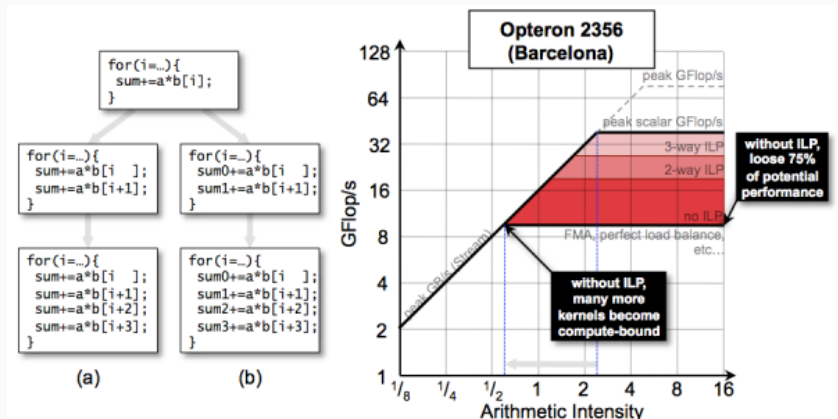 for(i=…){
sum+=a*b[i];
}
for(i=…){
sum+=a*b[i  ];
sum+=a*b[i+1];
}
for(i=…){
sum0+=a*b[i  ];
sum1+=a*b[i+1];
}
for(i=…){
sum+=a*b[i  ];
sum+=a*b[i+1];
sum+=a*b[i+2];
sum+=a*b[i+3];
}
for(i=…){
sum0+=a*b[i  ];
sum1+=a*b[i+1];
sum2+=a*b[i+2];
sum3+=a*b[i+3];
}
(a)
(b)
Opteron 2356
(Barcelona)
GFlop/s
128
64
32
16
8
4
2
1
peak GFlop/s
peak scalar GFlop/s
3-way ILP
2-way ILP
no ILP
FMA, perfect load balance,
etc…
peak GB/s (Stream)
without ILP,
loose 75%
of potential
performance
without ILP,
many more
kernels become
compute-bound
1/8
1/4
1/2
1
2
4
8
16
Arithmetic Intensity